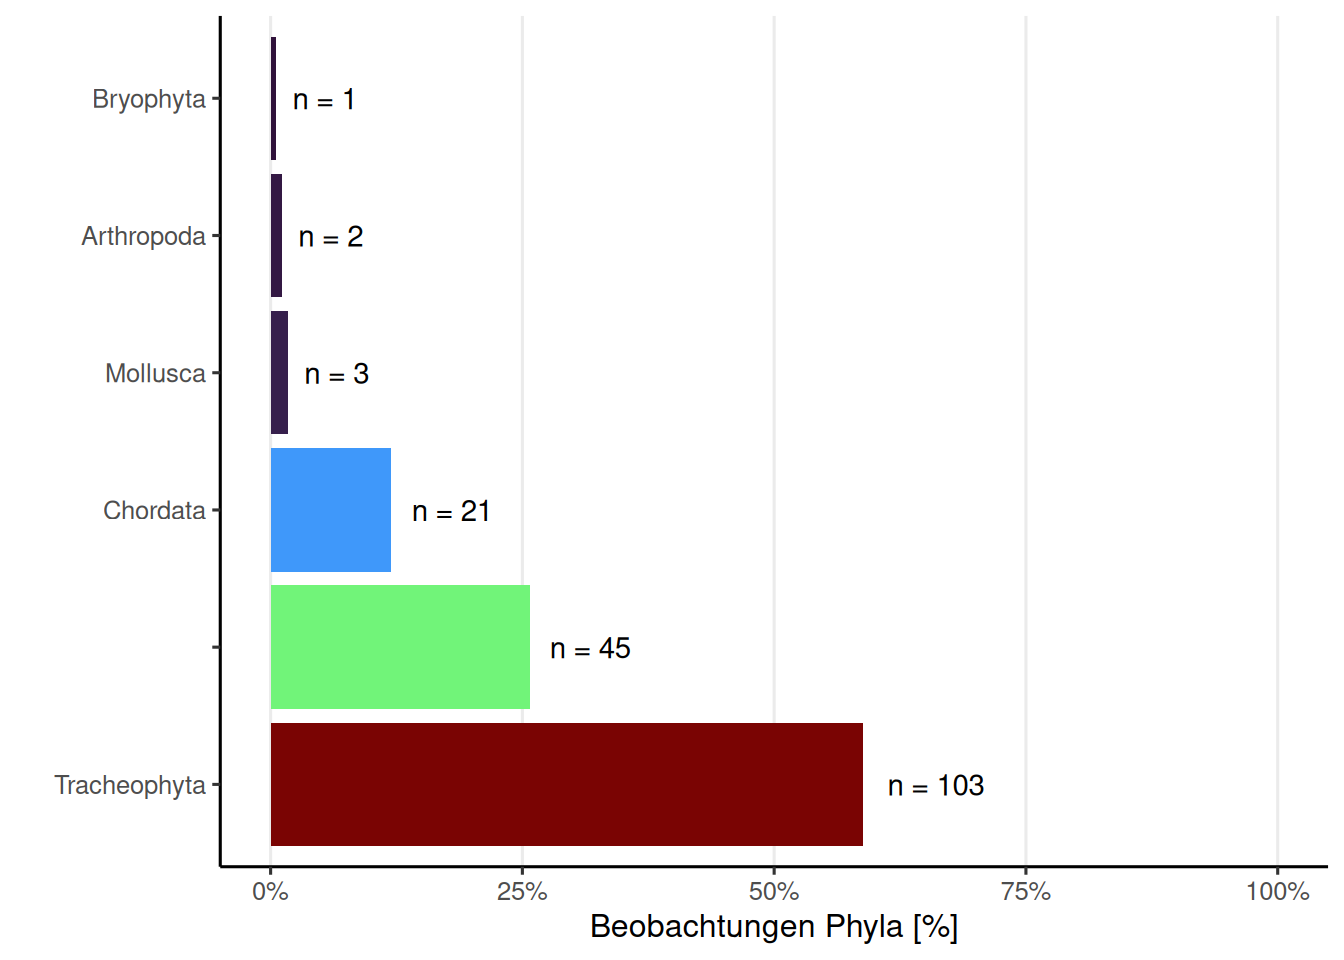 Bryophyta
n = 1
Arthropoda
n = 2
Mollusca
n = 3
Chordata
n = 21
n = 45
Tracheophyta
n = 103
0% 25% 50% 75% 100%
Beobachtungen Phyla [%]